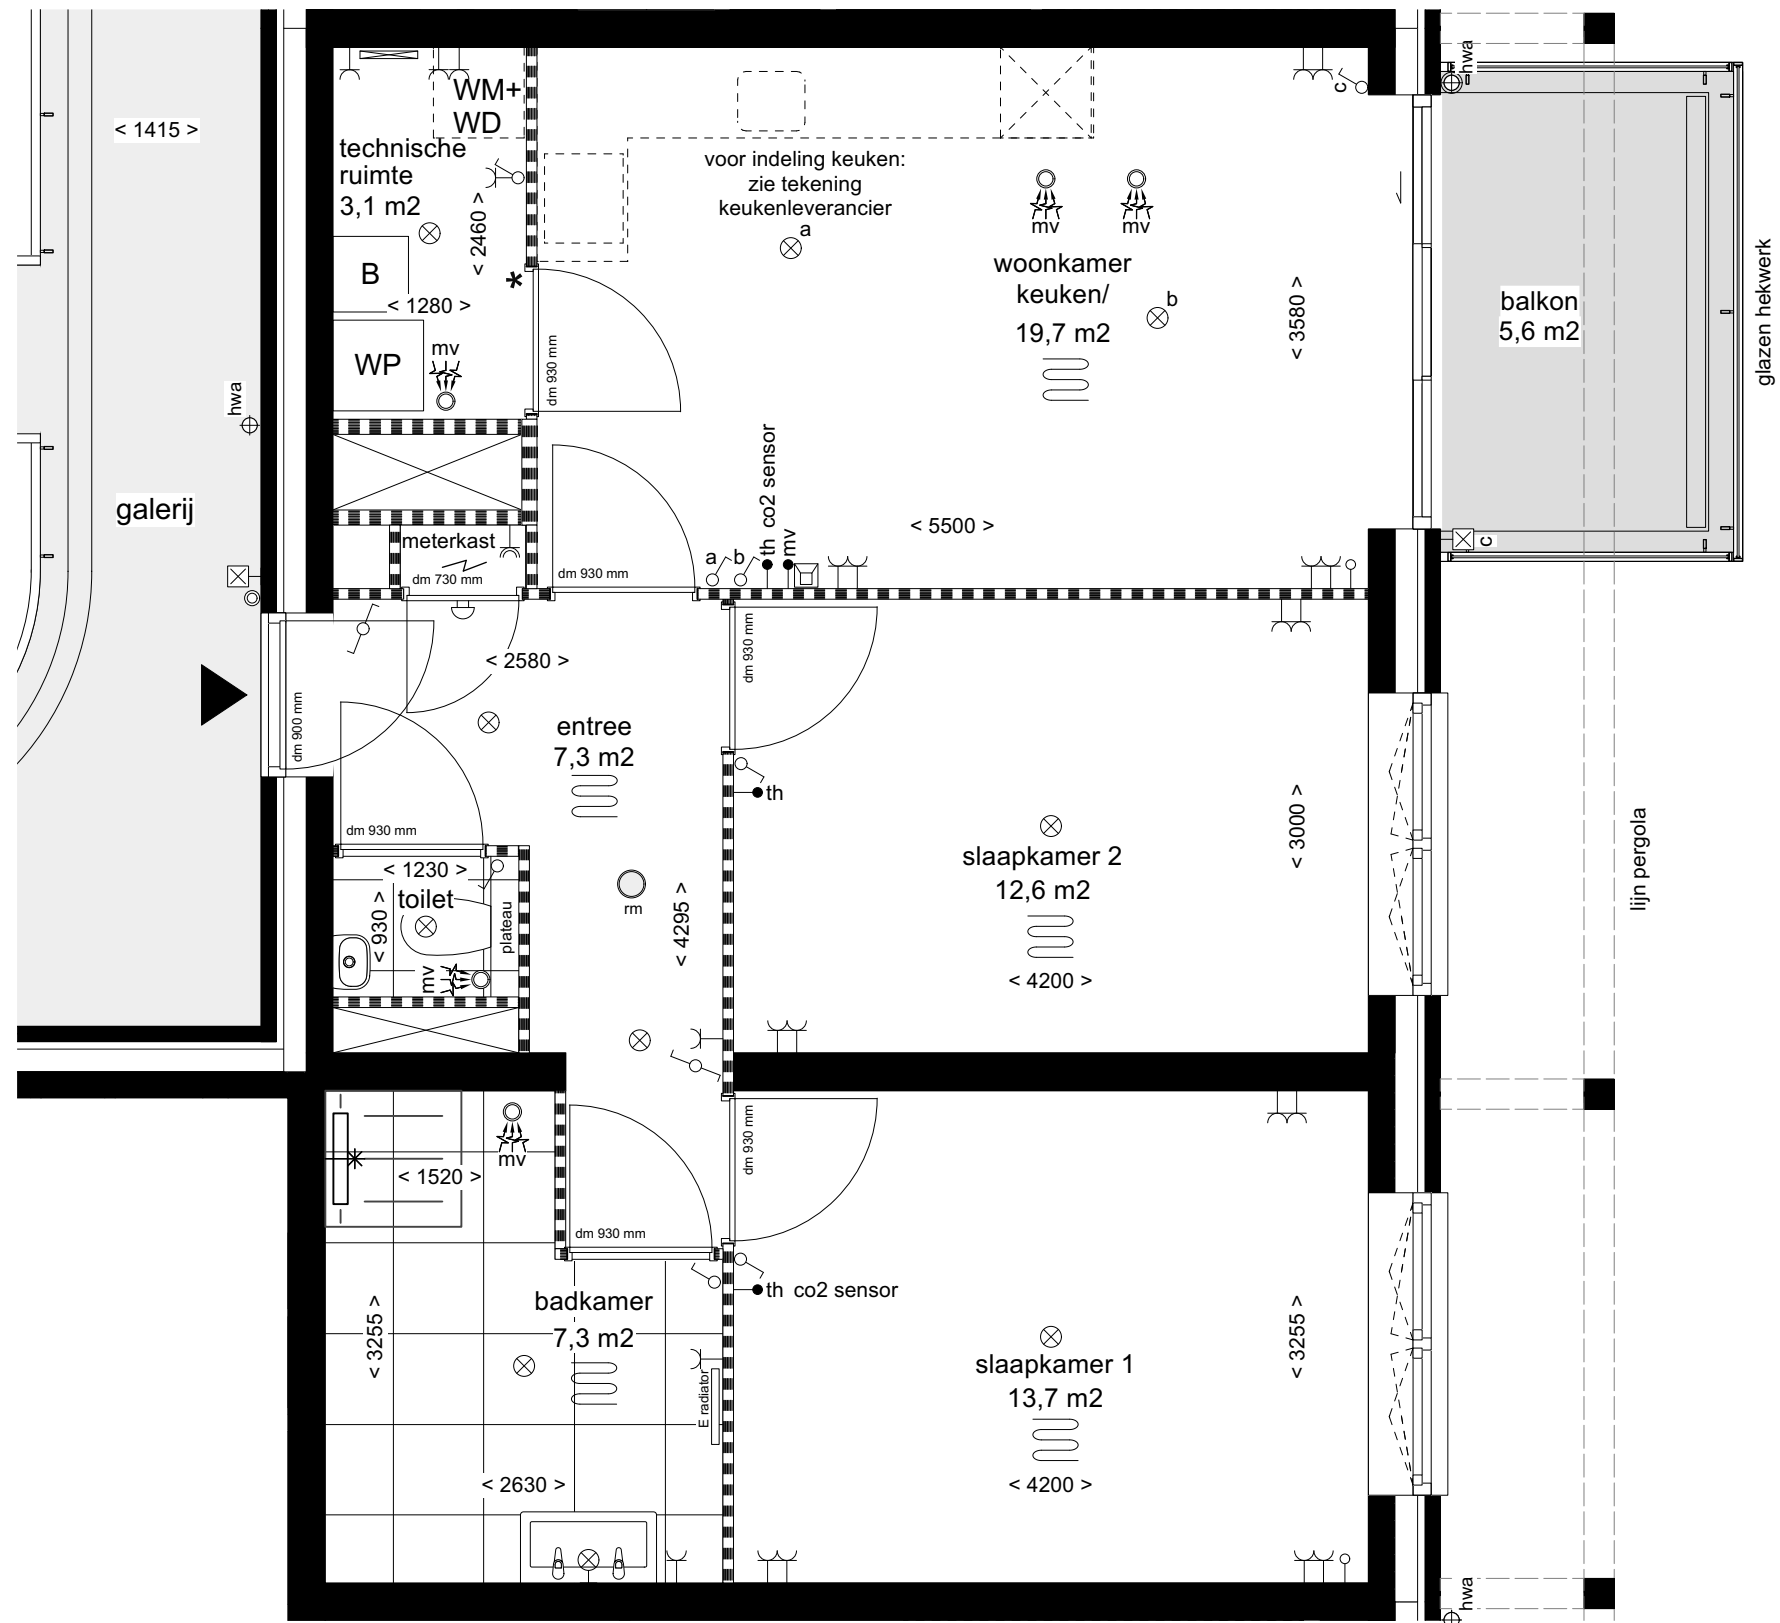 < 1415 >
galerij
hwa
technische
ruimte
3,1 m2
WM+
WD
< 2460 >
B
< 1280 >
WP
mv
*
dm 930 mm
voor indeling keuken:
zie tekening
keukenleverancier
a
mv
mv
woonkamer
keuken/
19,7 m2
b
< 3580 >
c
hwa
balkon
5,6 m2
glazen hekwerk
c
< 5500 >
meterkast
dm 730 mm
dm 930 mm
a
b
th co2 sensor
mv
dm 900 mm
< 2580 >
entree
7,3 m2
dm 930 mm
th
dm 930 mm
< 1230 >
toilet
< 930 >
plateau
mv
rm
< 4295 >
slaapkamer 2
12,6 m2
< 4200 >
< 3000 >
lijn pergola
mv
< 1520 >
dm 930 mm
dm 930 mm
badkamer
7,3 m2
< 3255 >
< 2630 >
E radiator
th co2 sensor
slaapkamer 1
13,7 m2
< 4200 >
< 3255 >
hwa